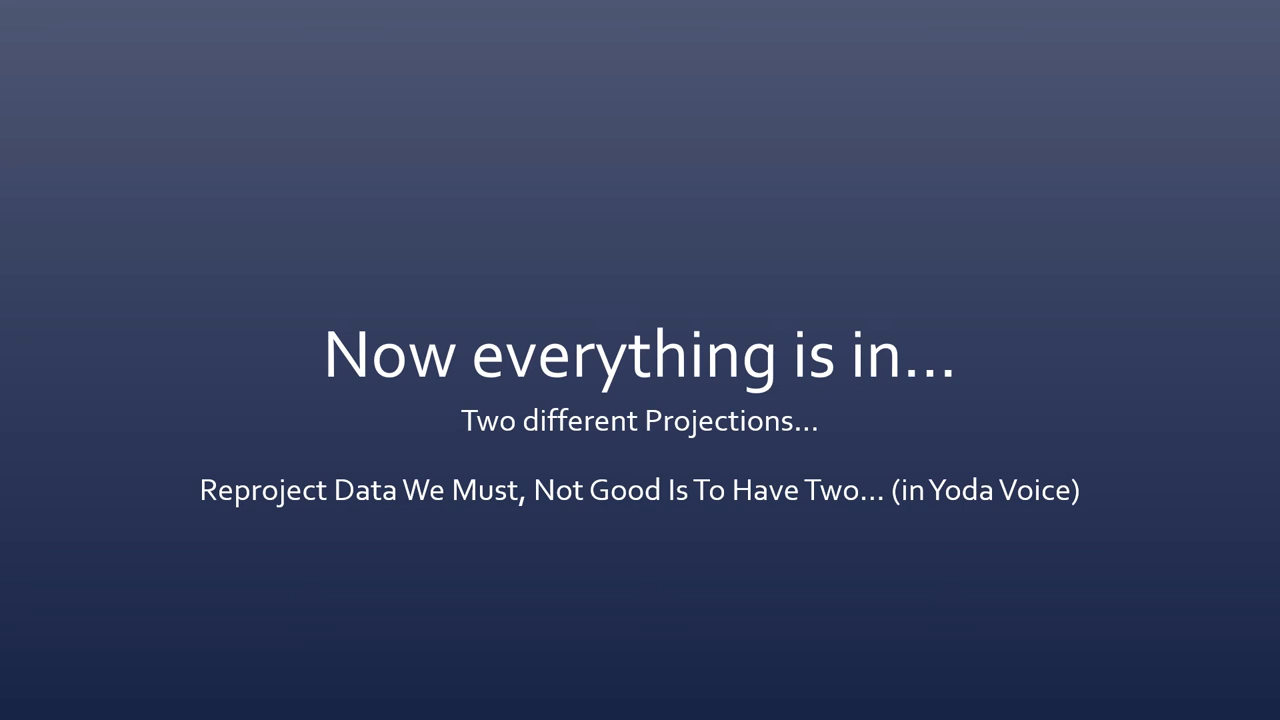 Now everything is in...
Two different Projections...
Reproject Data We Must, Not Good Is To Have Two... (in Yoda Voice)